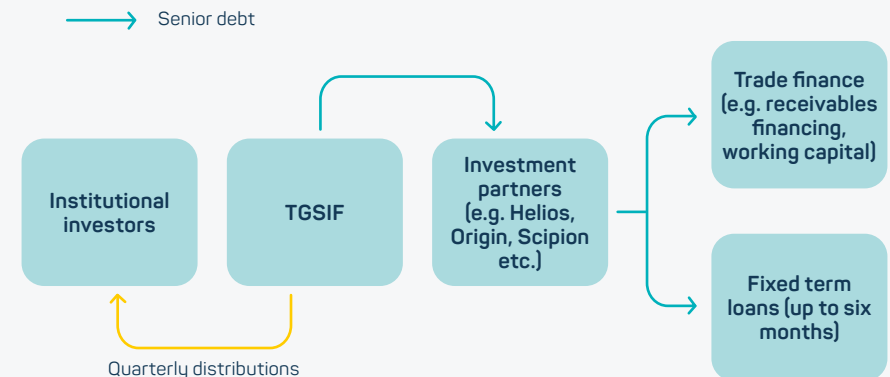 Senior debt
Institutional
investors
TGSIF
Investment
partners
(e.g. Helios,
Origin, Scipion
etc.)
Trade finance
(e.g. receivables
financing,
working capital)
Fixed term
loans (up to six
months)
Quarterly distributions